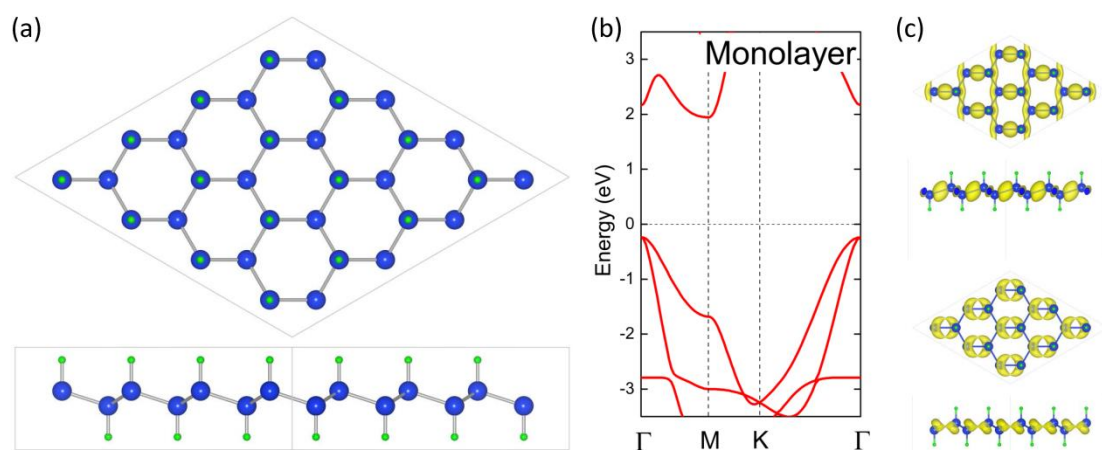 (a)
(b)
(c)
Monolayer
Energy (eV)
3
2
1
0
-1
-2
-3
Γ M K Γ